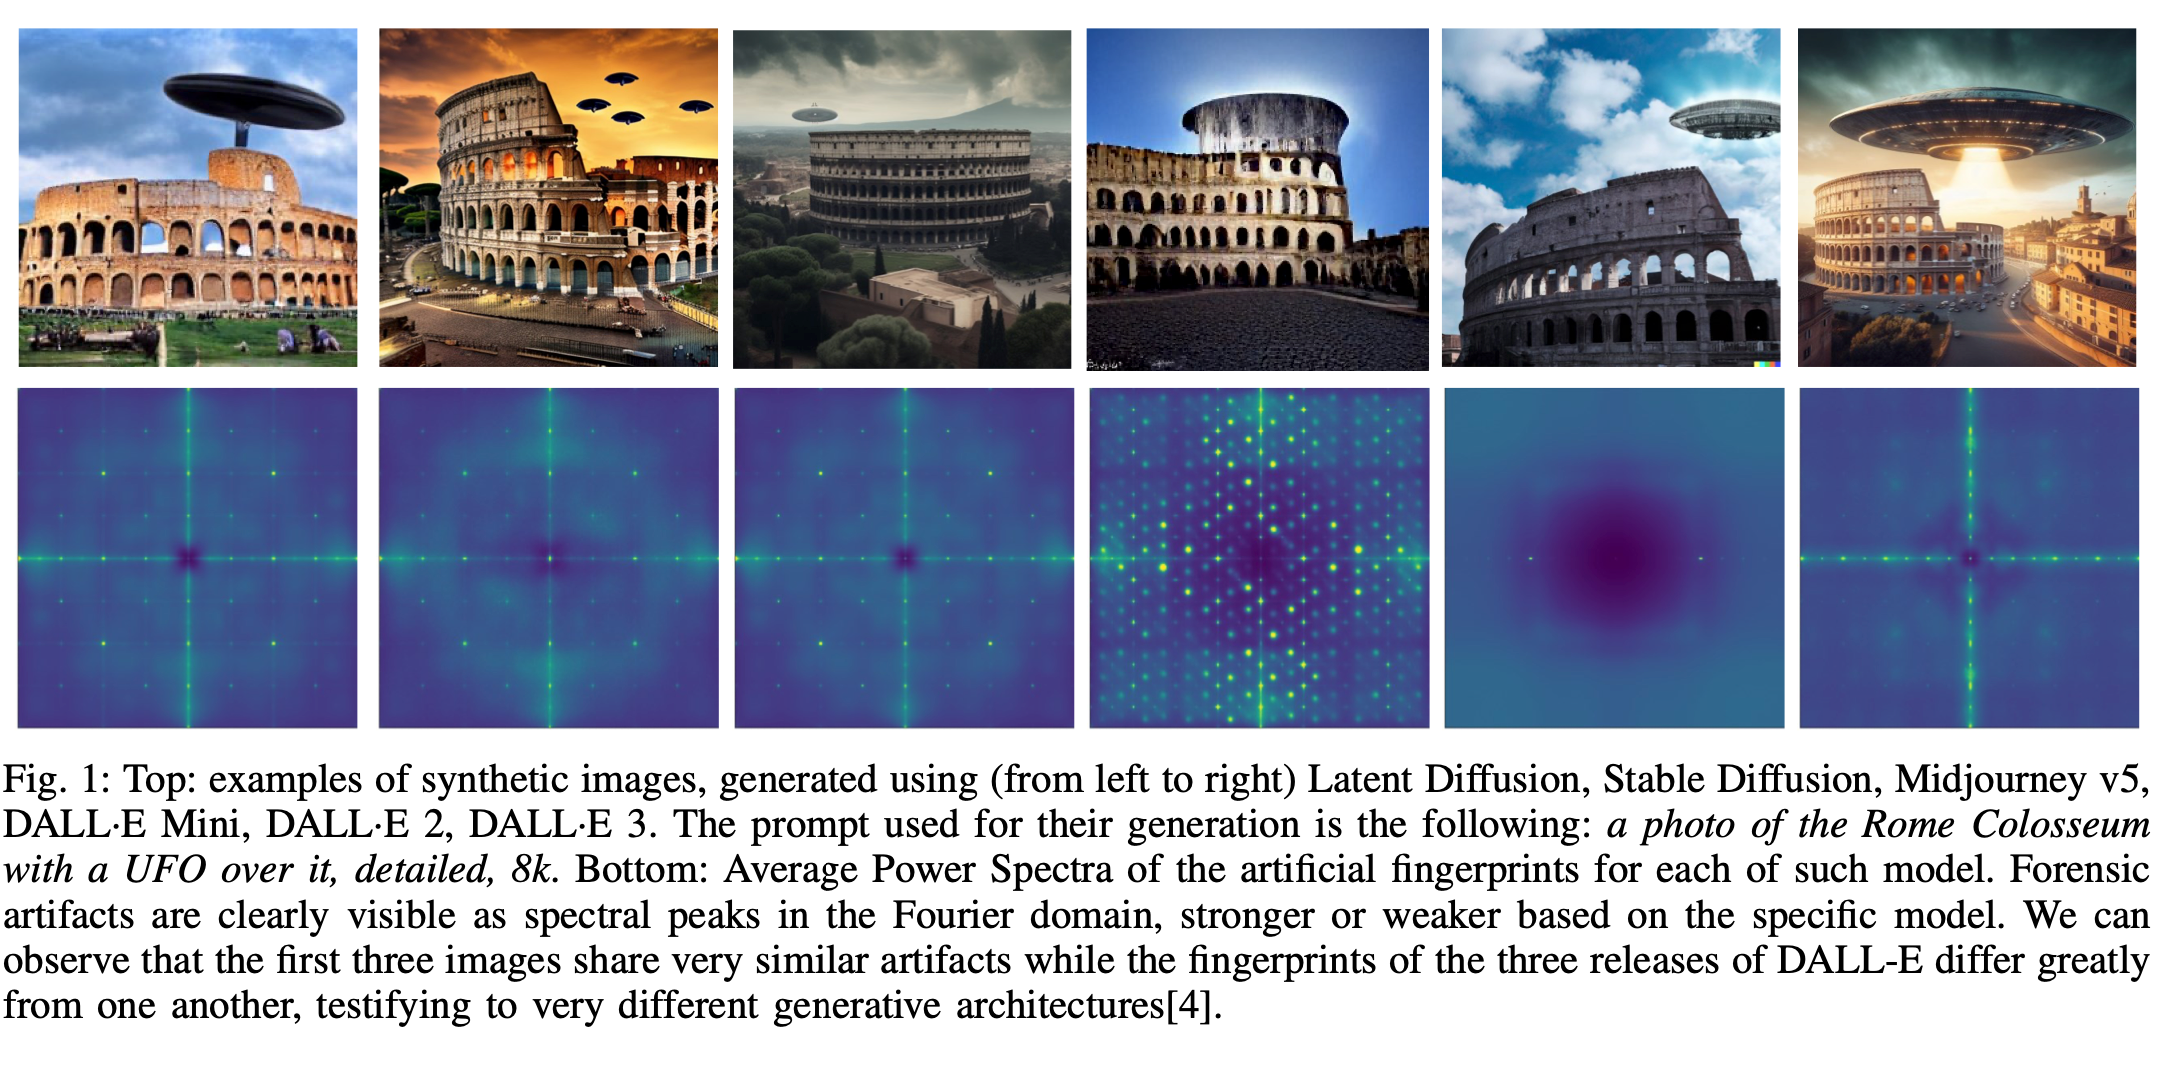 Fig. 1: Top: examples of synthetic images, generated using (from left to right) Latent Diffusion, Stable Diffusion, Midjourney v5,
DALL·E Mini, DALL·E 2, DALL·E 3. The prompt used for their generation is the following: a photo of the Rome Colosseum
with a UFO over it, detailed, 8k. Bottom: Average Power Spectra of the artificial fingerprints for each of such model. Forensic
artifacts are clearly visible as spectral peaks in the Fourier domain, stronger or weaker based on the specific model. We can
observe that the first three images share very similar artifacts while the fingerprints of the three releases of DALL-E differ greatly
from one another, testifying to very different generative architectures[4].